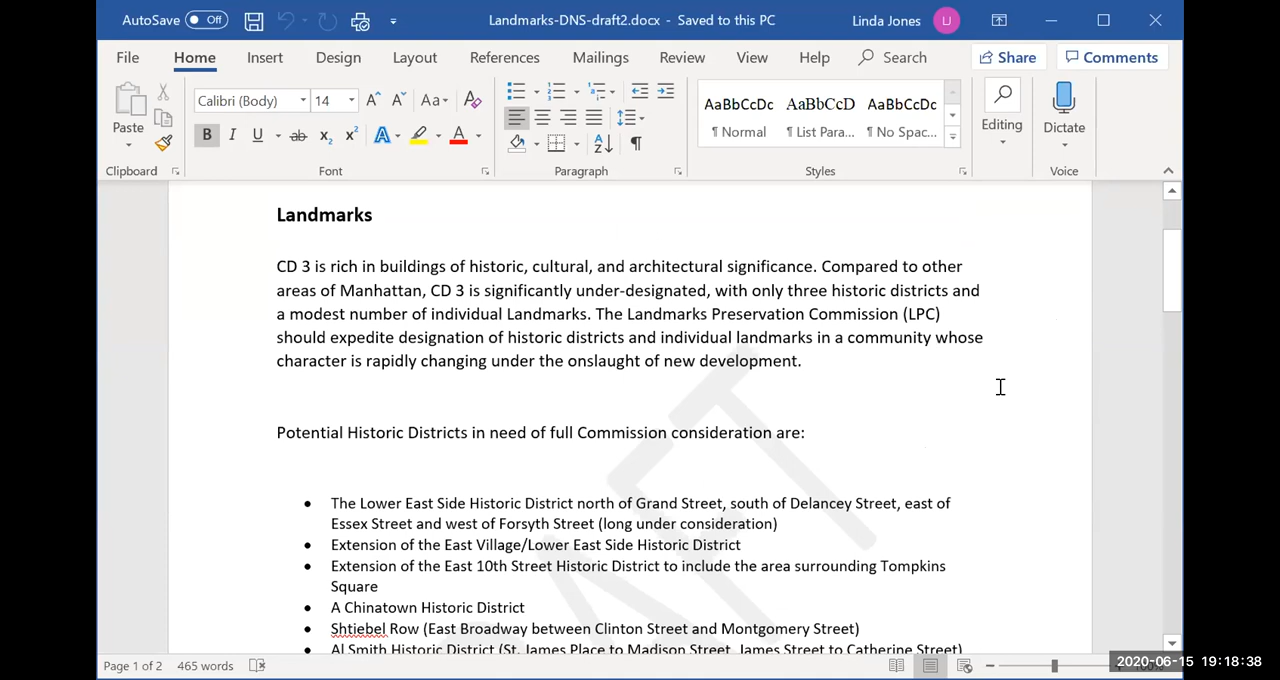 AutoSave Off Landmarks-DNS-draft2.docx - Saved to this PC Linda Jones LJ
File Home Insert Design Layout References Mailings Review View Help Search Share Comments
Calibri (Body) 14 Aa
Paste
B I U ab x2 x2 A A
AaBbCcDc AaBbCcD AaBbCcDc
¶ Normal ¶ List Para... ¶ No Spac...
Editing Dictate
Clipboard Font Paragraph Styles Voice
Landmarks
CD 3 is rich in buildings of historic, cultural, and architectural significance. Compared to other
areas of Manhattan, CD 3 is significantly under-designated, with only three historic districts and
a modest number of individual Landmarks. The Landmarks Preservation Commission (LPC)
should expedite designation of historic districts and individual landmarks in a community whose
character is rapidly changing under the onslaught of new development.
Potential Historic Districts in need of full Commission consideration are:
• The Lower East Side Historic District north of Grand Street, south of Delancey Street, east of
Essex Street and west of Forsyth Street (long under consideration)
• Extension of the East Village/Lower East Side Historic District
• Extension of the East 10th Street Historic District to include the area surrounding Tompkins
Square
• A Chinatown Historic District
• Shtiebel Row (East Broadway between Clinton Street and Montgomery Street)
• Al Smith Historic District (St. James Place to Madison Street, James Street to Catherine Street)
Page 1 of 2 465 words
2020-06-15 19:18:38